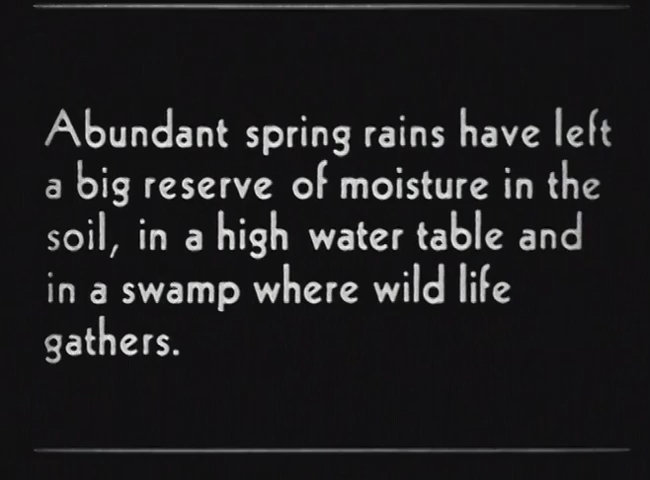 Abundant spring rains have left
a big reserve of moisture in the
soil, in a high water table and
in a swamp where wild life
gathers.